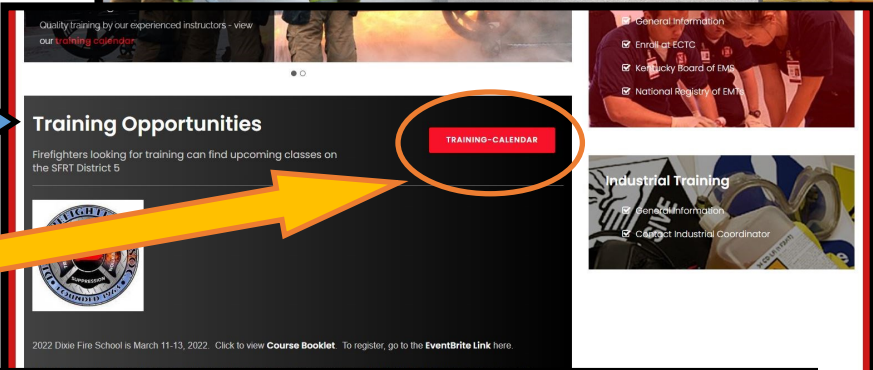 Quality training by our experienced instructors - view
our training calendar
Training Opportunities
TRAINING-CALENDAR
Firefighters looking for training can find upcoming classes on
the SFRT District 5
SUPPRESSION
2022 Dixie Fire School is March 11-13, 2022. Click to view Course Booklet. To register, go to the EventBrite Link here.
General Information
Enroll at ECTC
Kentucky Board of EMS
National Registry of EMTs
Industrial Training
General Information
Contact Industrial Coordinator